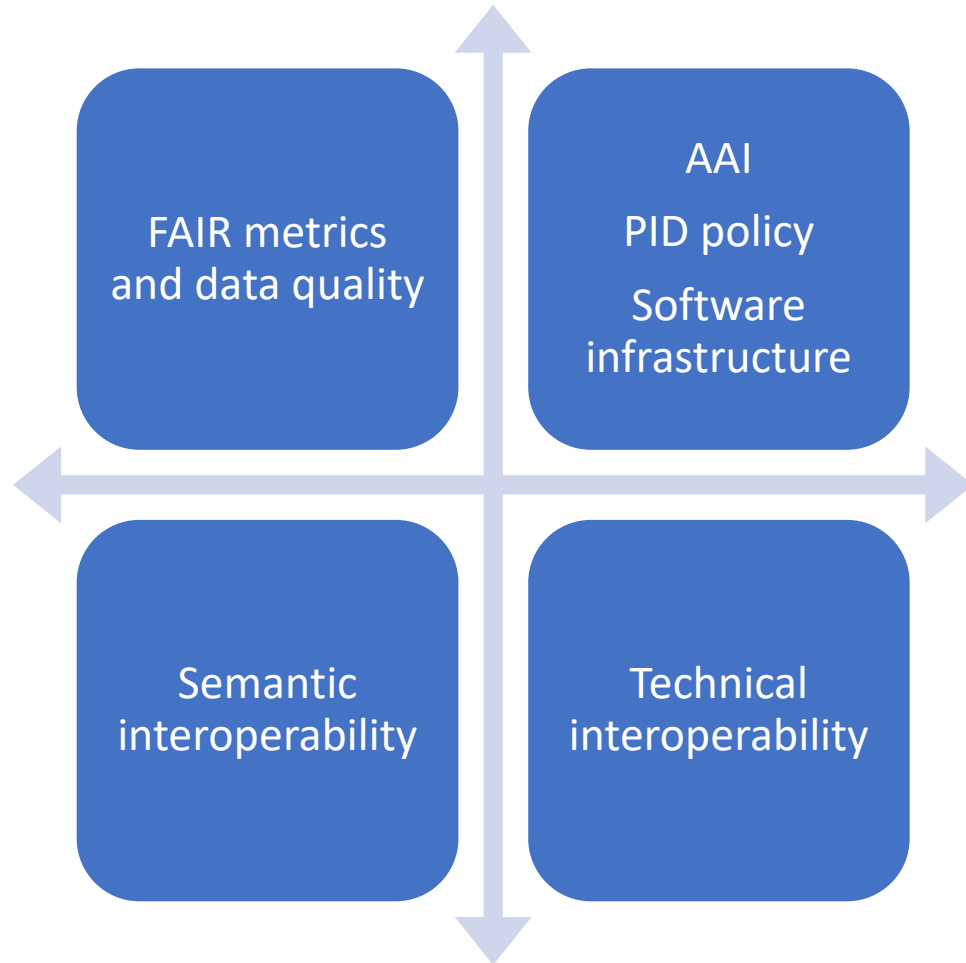 FAIR metrics
and data quality
AAI
PID policy
Software
infrastructure
Semantic
interoperability
Technical
interoperability